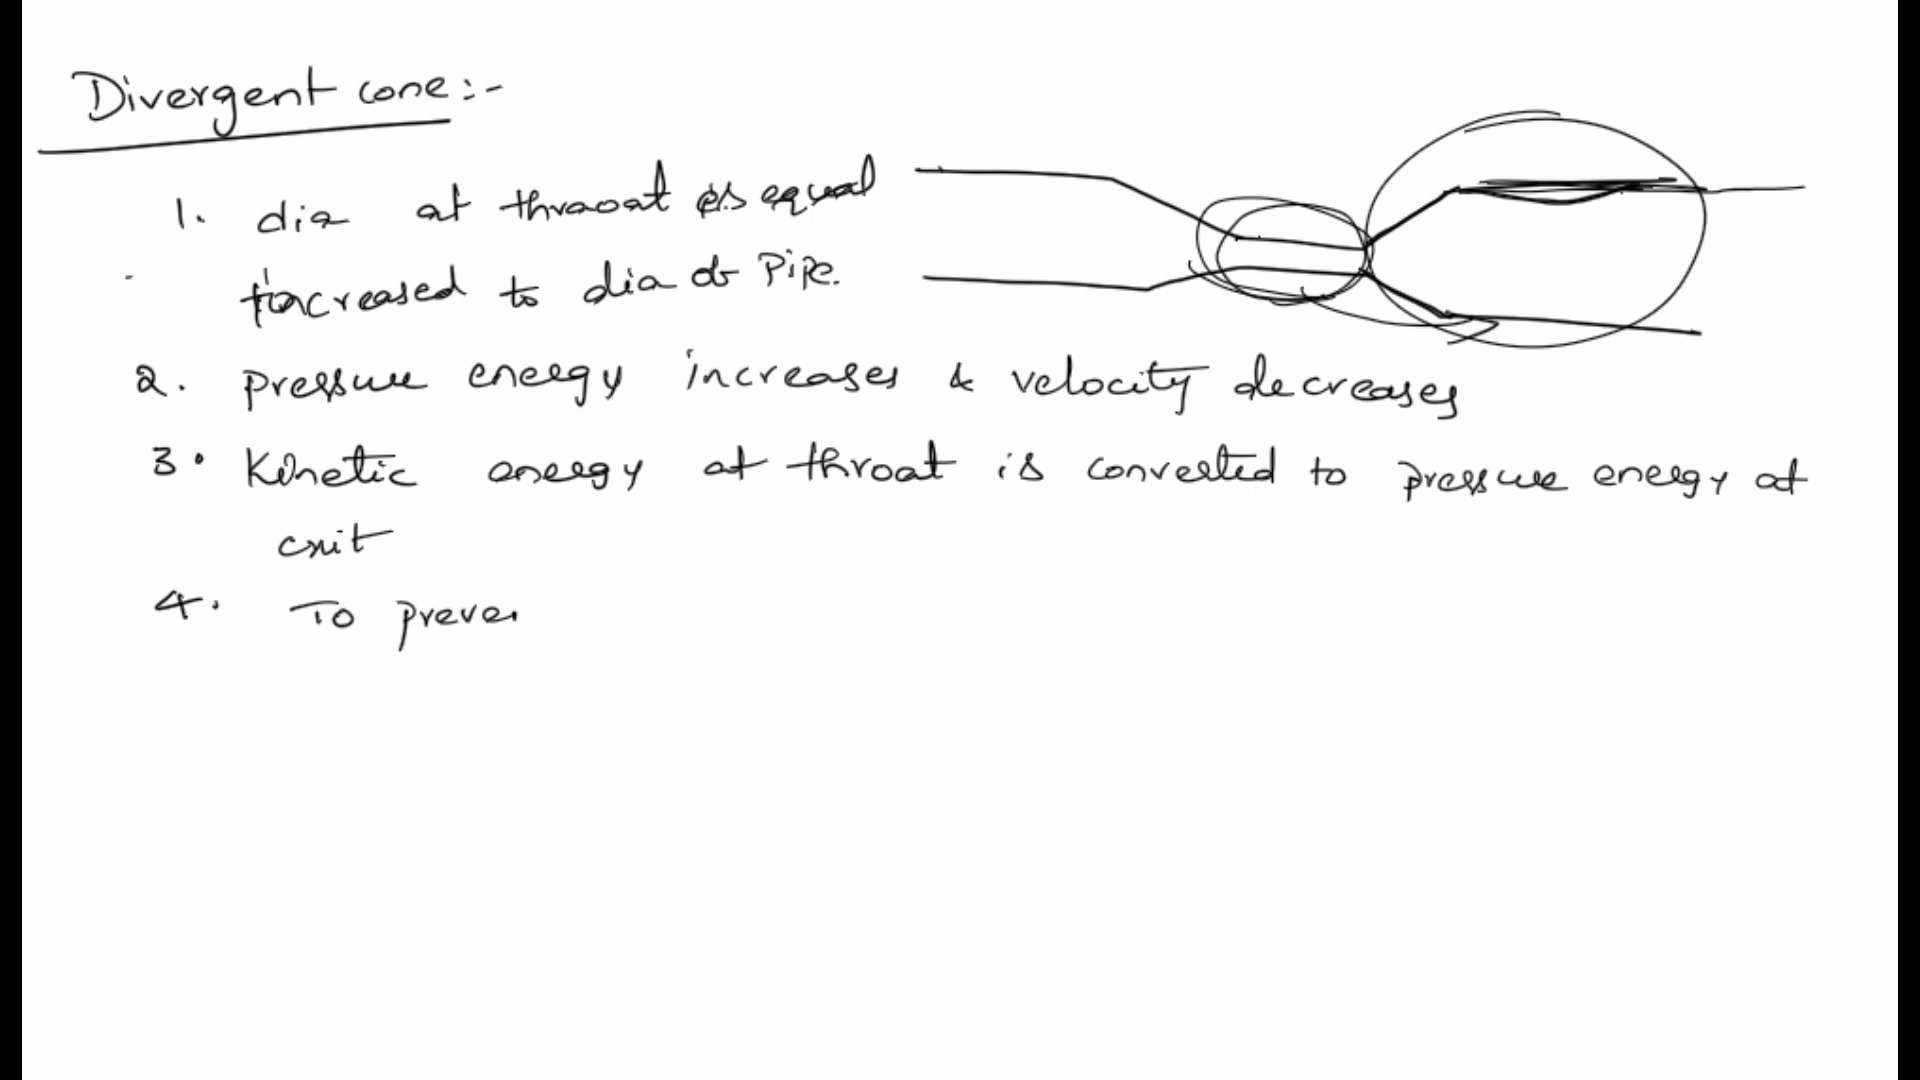 Divergent cone:-
1. dia at thraoat is equal
increased to dia of Pipe.
2. pressure energy increases & velocity decreases
3. Kinetic energy at throat is converted to pressure energy at
exit
4. To preve